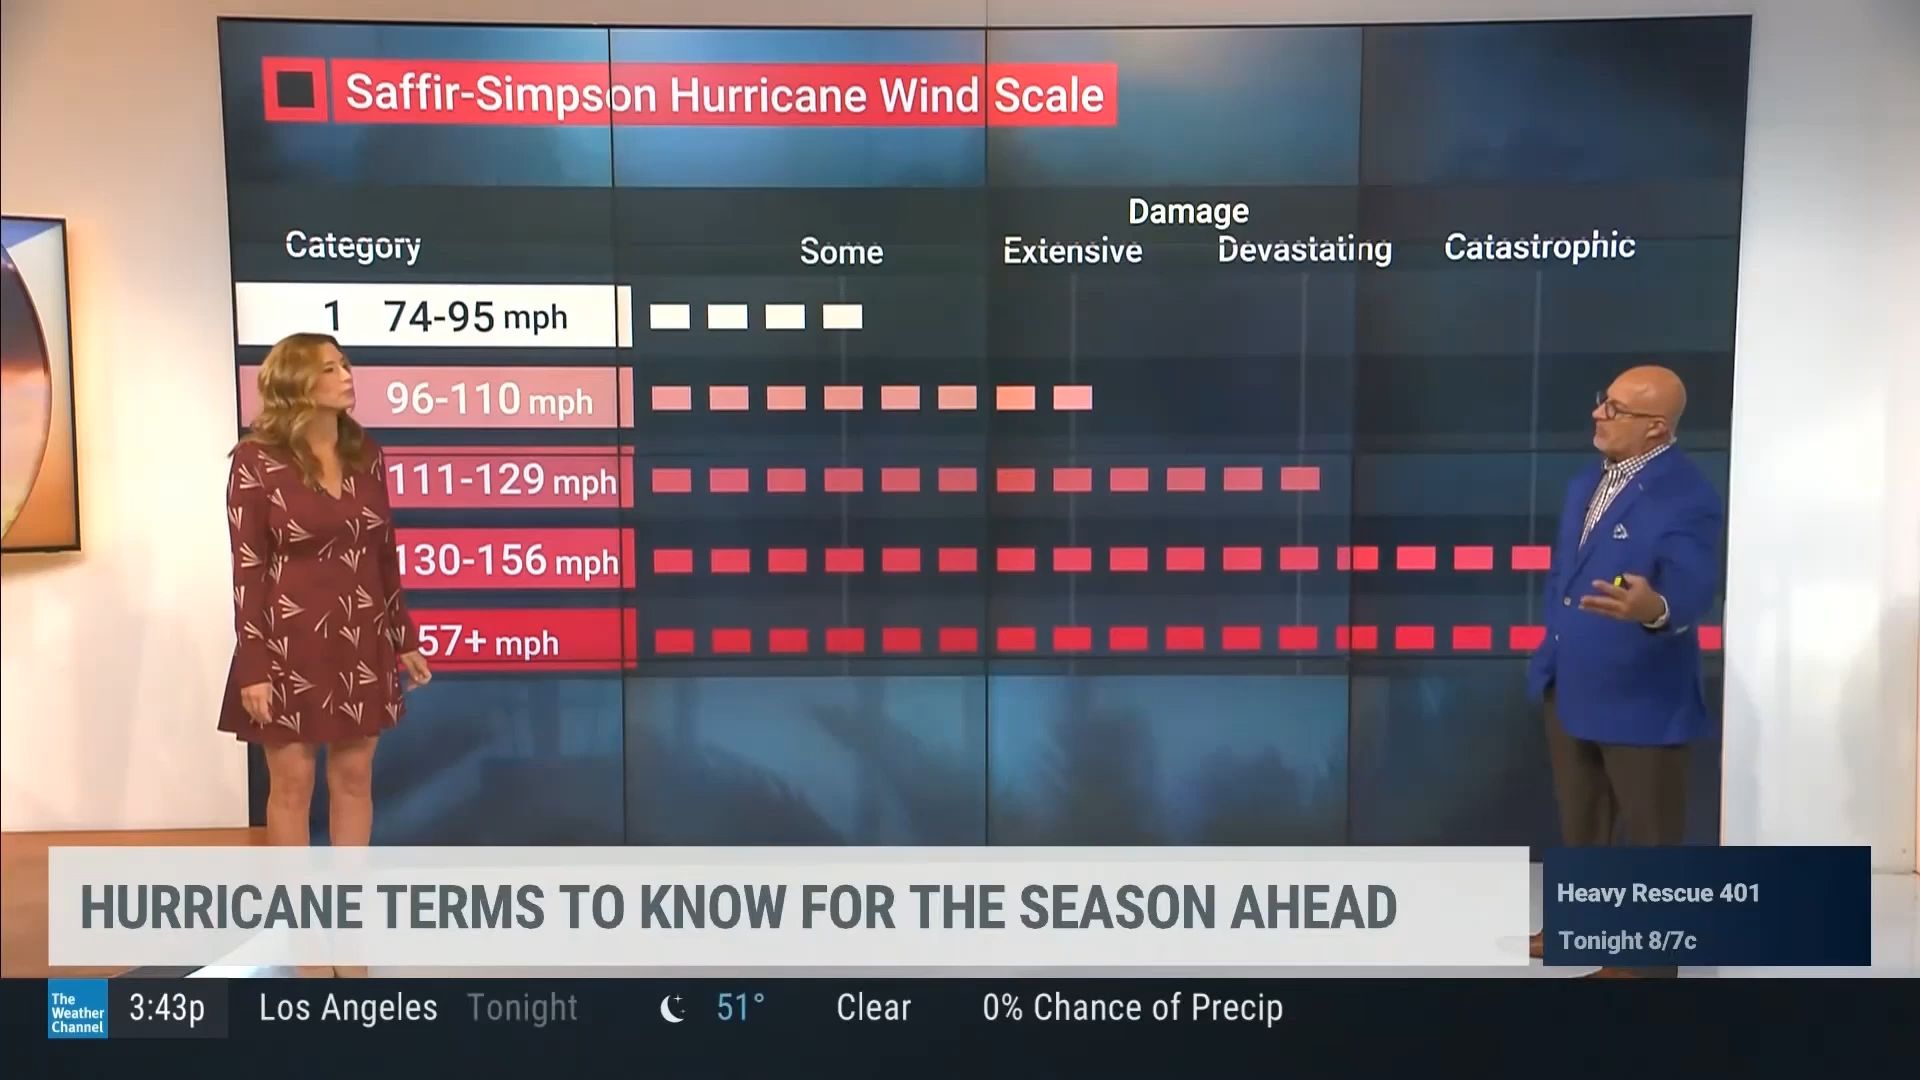 Saffir-Simpson Hurricane Wind Scale
Damage
Category Some Extensive Devastating Catastrophic
1 74-95 mph
96-110 mph
111-129 mph
130-156 mph
57+ mph
HURRICANE TERMS TO KNOW FOR THE SEASON AHEAD
Heavy Rescue 401
Tonight 8/7c
The
Weather
Channel
3:43p Los Angeles Tonight 51° Clear 0% Chance of Precip